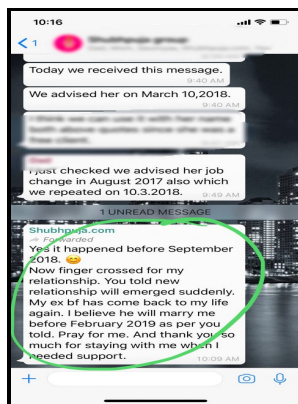 10:16
1
Today we received this message.
9:40 AM
We advised her on March 10,2018.
9:40 AM
I just checked we advised her job
change in August 2017 also which
we repeated on 10.3.2018.
9:49 AM
1 UNREAD MESSAGE
Shubhpuja.com
Forwarded
Yes it happened before September
2018. 😊
Now finger crossed for my
relationship. You told new
relationship will emerged suddenly.
My ex bf has come back to my life
again. I believe he will marry me
before February 2019 as per you
told. Pray for me. And thank you so
much for staying with me when I
needed support.
10:09 AM